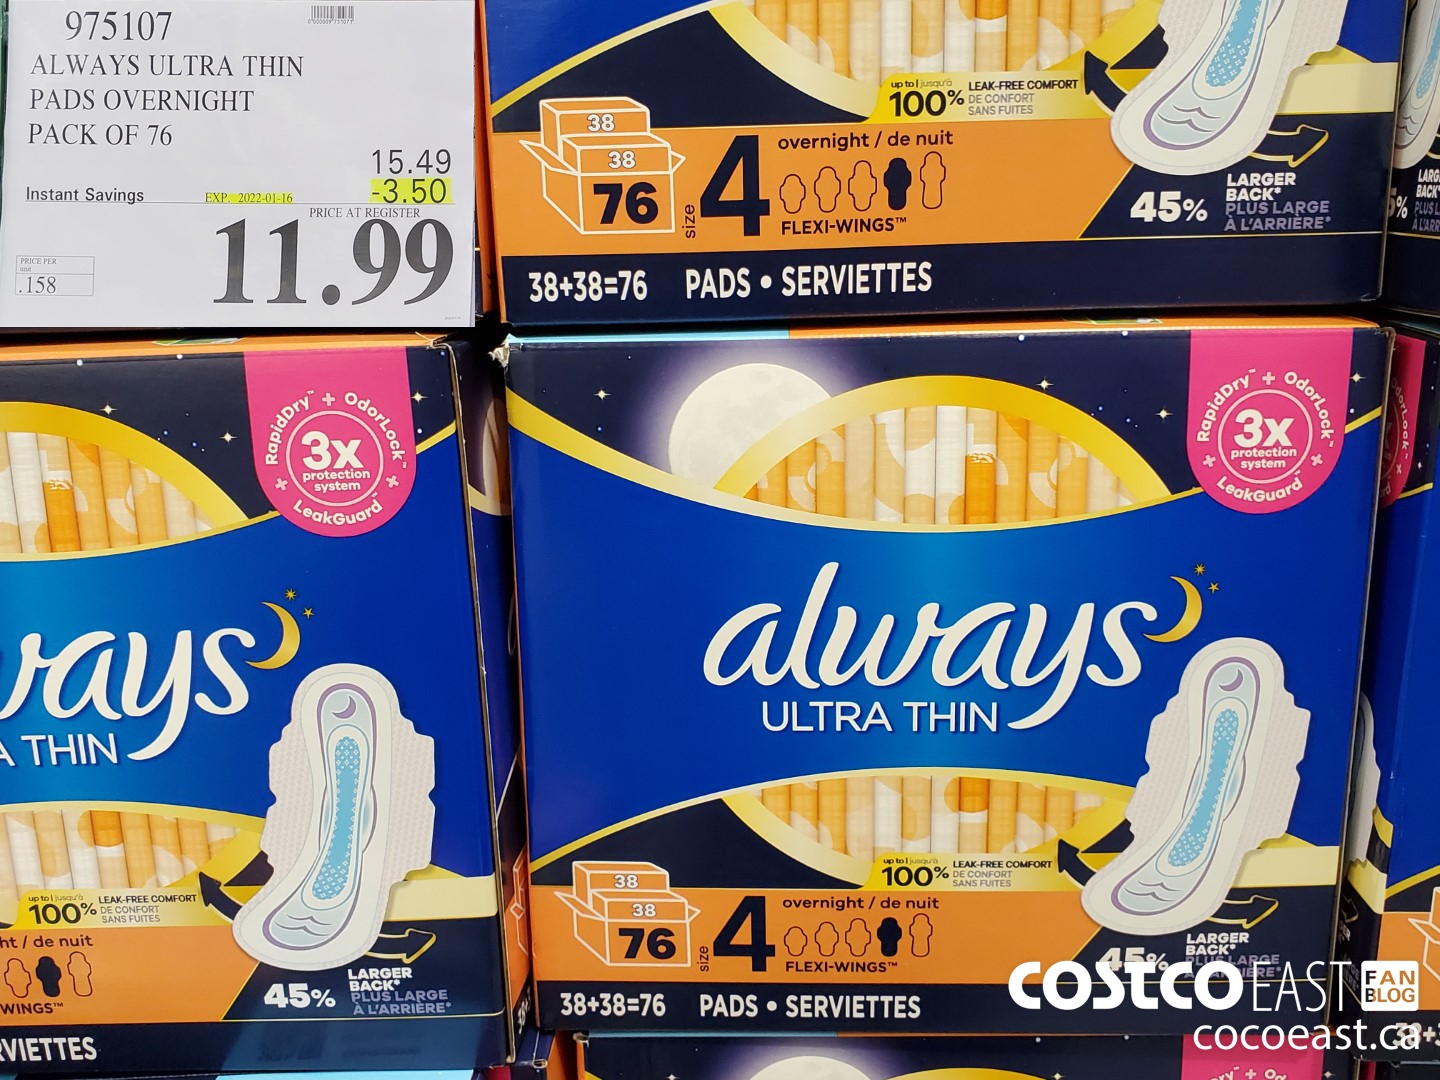 975107
ALWAYS ULTRA THIN
PADS OVERNIGHT
PACK OF 76
15.49
Instant Savings EXP. 2022-01-16 -3.50
PRICE AT REGISTER
11.99
PRICE PER
unit
.158
up to | jusqu'à
100% LEAK-FREE COMFORT
DE CONFORT
SANS FUITES
38
38
76
size 4
overnight / de nuit
FLEXI-WINGS™
45% LARGER
BACK*
PLUS LARGE
À L'ARRIÈRE*
38+38=76 PADS • SERVIETTES
RapidDry™ + OdorLock™ + LeakGuard™ +
3x
protection
system
ways
A THIN
up to | jusqu'à
100% LEAK-FREE COMFORT
DE CONFORT
SANS FUITES
ht / de nuit
WINGS™
45% LARGER
BACK*
PLUS LARGE
À L'ARRIÈRE*
RVIETTES
RapidDry™ + OdorLock™ + LeakGuard™ +
3x
protection
system
always
ULTRA THIN
up to | jusqu'à
100% LEAK-FREE COMFORT
DE CONFORT
SANS FUITES
38
38
76
size 4
overnight / de nuit
FLEXI-WINGS™
45% LARGER
BACK*
PLUS LARGE
38+38=76 PADS • SERVIETTES
COSTCO EAST FAN BLOG
cocoeast.ca